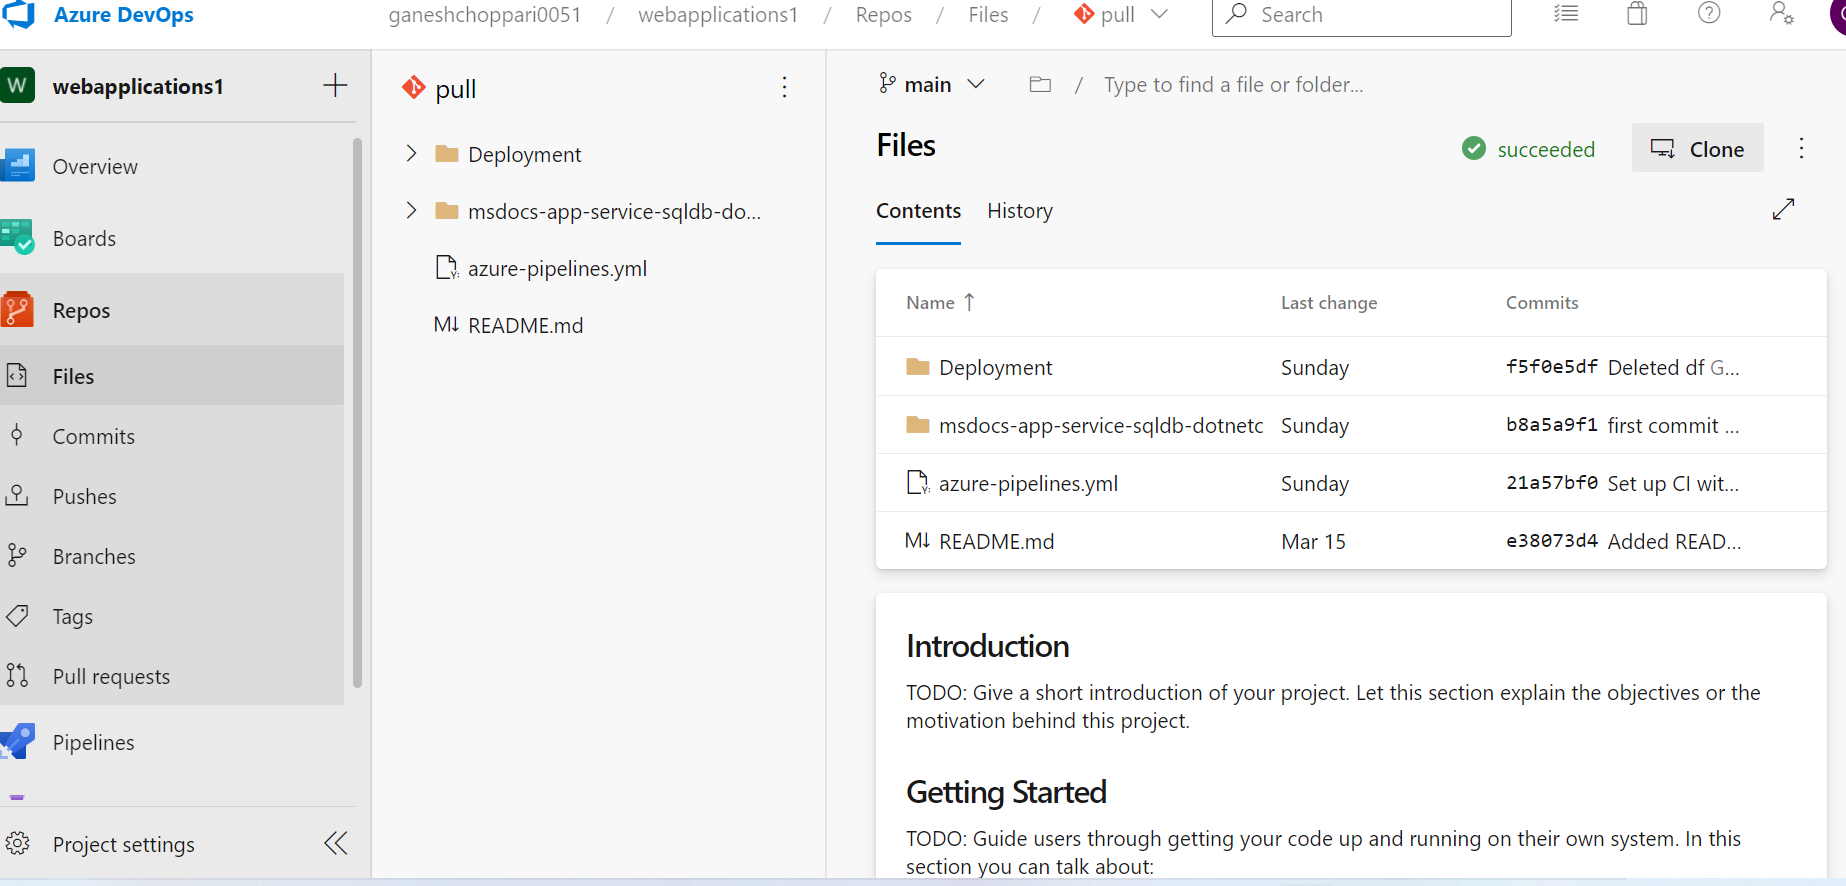 Azure DevOps
ganeshchoppari0051 / webapplications1 / Repos / Files / pull
Search
W webapplications1
Overview
Boards
Repos
Files
Commits
Pushes
Branches
Tags
Pull requests
Pipelines
Project settings
pull
Deployment
msdocs-app-service-sqldb-do...
azure-pipelines.yml
README.md
main / Type to find a file or folder...
Files
succeeded
Clone
Contents History
Name Last change Commits
Deployment Sunday f5f0e5df Deleted df G...
msdocs-app-service-sqldb-dotnetc Sunday b8a5a9f1 first commit ...
azure-pipelines.yml Sunday 21a57bf0 Set up CI wit...
README.md Mar 15 e38073d4 Added READ...
Introduction
TODO: Give a short introduction of your project. Let this section explain the objectives or the
motivation behind this project.
Getting Started
TODO: Guide users through getting your code up and running on their own system. In this
section you can talk about: